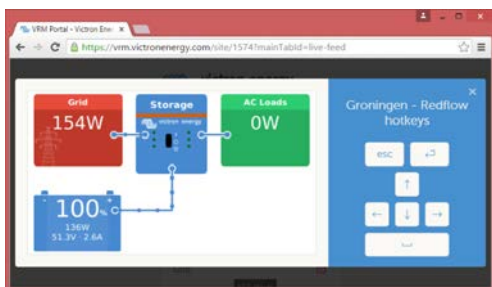 VRM Portal - Victron Ener
https://vrm.victronenergy.com/site/1574?mainTabId=live-feed
Grid
154W
Storage
victron energy
AC Loads
0W
100%
136W
51.3V · 2.6A
Groningen - Redflow
hotkeys
esc